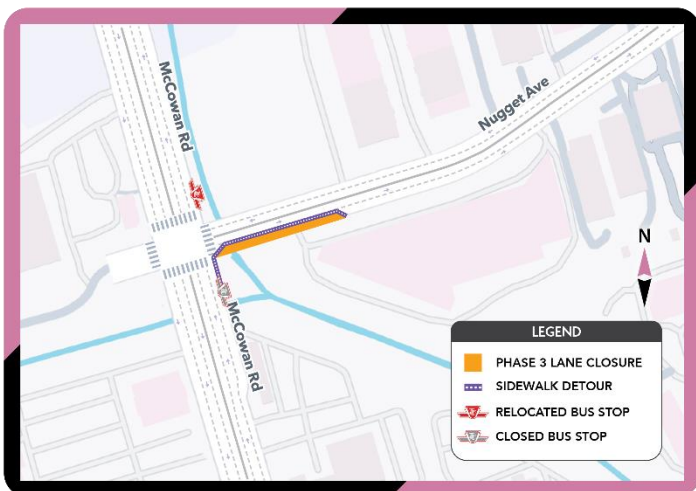 McCowan Rd
Nugget Ave
N
McCowan Rd
LEGEND
PHASE 3 LANE CLOSURE
SIDEWALK DETOUR
RELOCATED BUS STOP
CLOSED BUS STOP